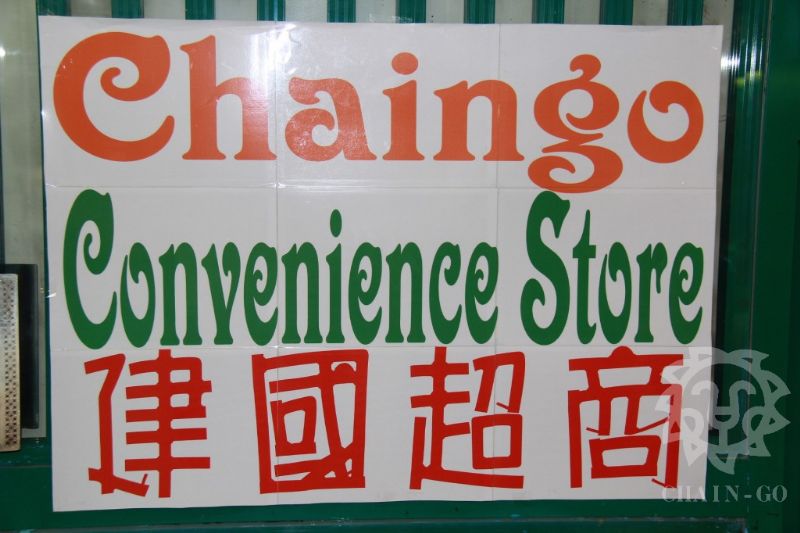 Chaingo
Convenience Store
建國超商
CHAIN-GO